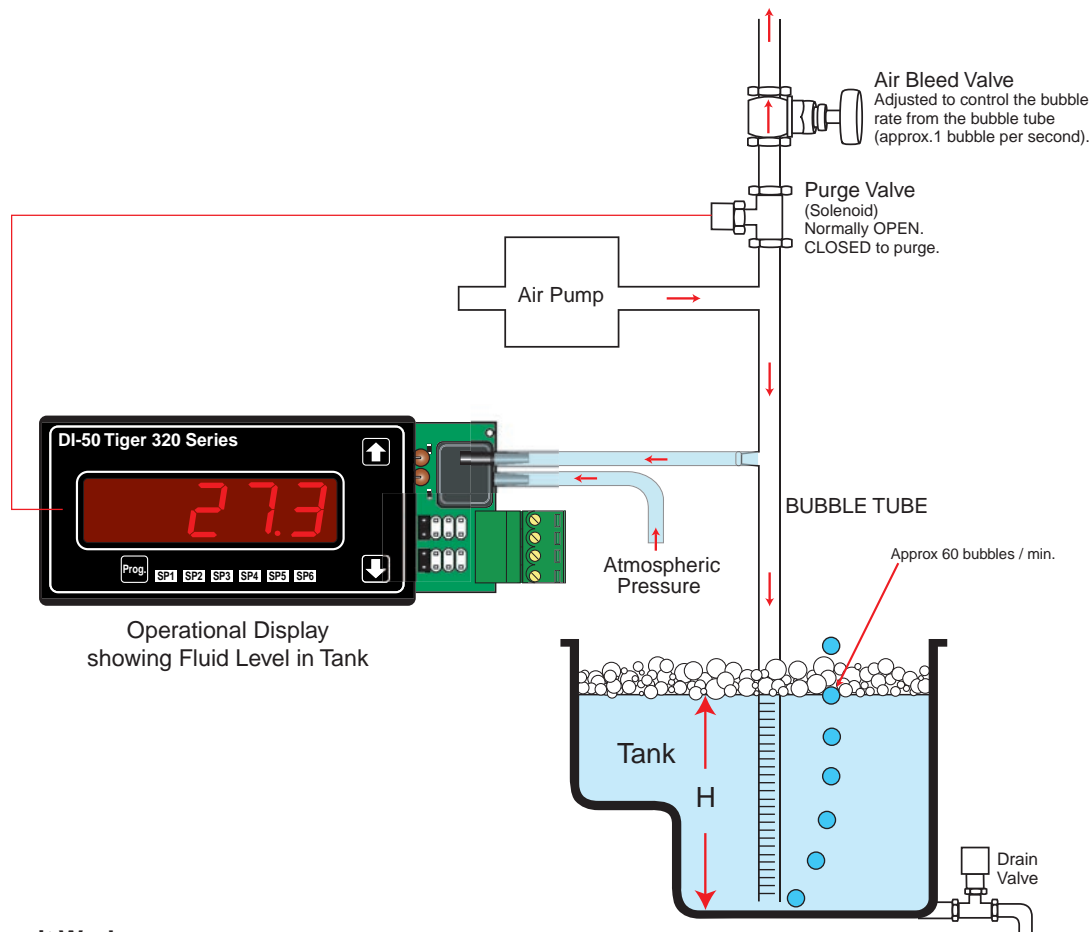 Air Bleed Valve
Adjusted to control the bubble
rate from the bubble tube
(approx.1 bubble per second).
Purge Valve
(Solenoid)
Normally OPEN.
CLOSED to purge.
Air Pump
DI-50 Tiger 320 Series
27.3
Prog.
SP1 SP2 SP3 SP4 SP5 SP6
Operational Display
showing Fluid Level in Tank
Atmospheric
Pressure
BUBBLE TUBE
Approx 60 bubbles / min.
Tank
H
Drain
Valve